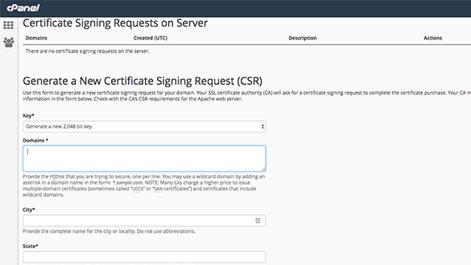 cPanel
Certificate Signing Requests on Server
Domains Created (UTC) Description Actions
There are no certificate signing requests on the server.
Generate a New Certificate Signing Request (CSR)
Use this form to generate a new certificate signing request for your domain. Your SSL certificate authority (CA) will ask for a certificate signing request to complete the certificate purchase. Your CA m
information in the form below. Check with the CA's CSR requirements for the Apache web server.
Key*
Generate a new 2,048 bit key.
Domains *
Provide the FQDNs that you are trying to secure, one per line. You may use a wildcard domain by adding an
asterisk in a domain name in the form: *.example.com. NOTE: Many CAs charge a higher price to issue
multiple-domain certificates (sometimes called "UCCs" or "SAN certificates") and certificates that include
wildcard domains.
City*
Provide the complete name for the city or locality. Do not use abbreviations.
State*